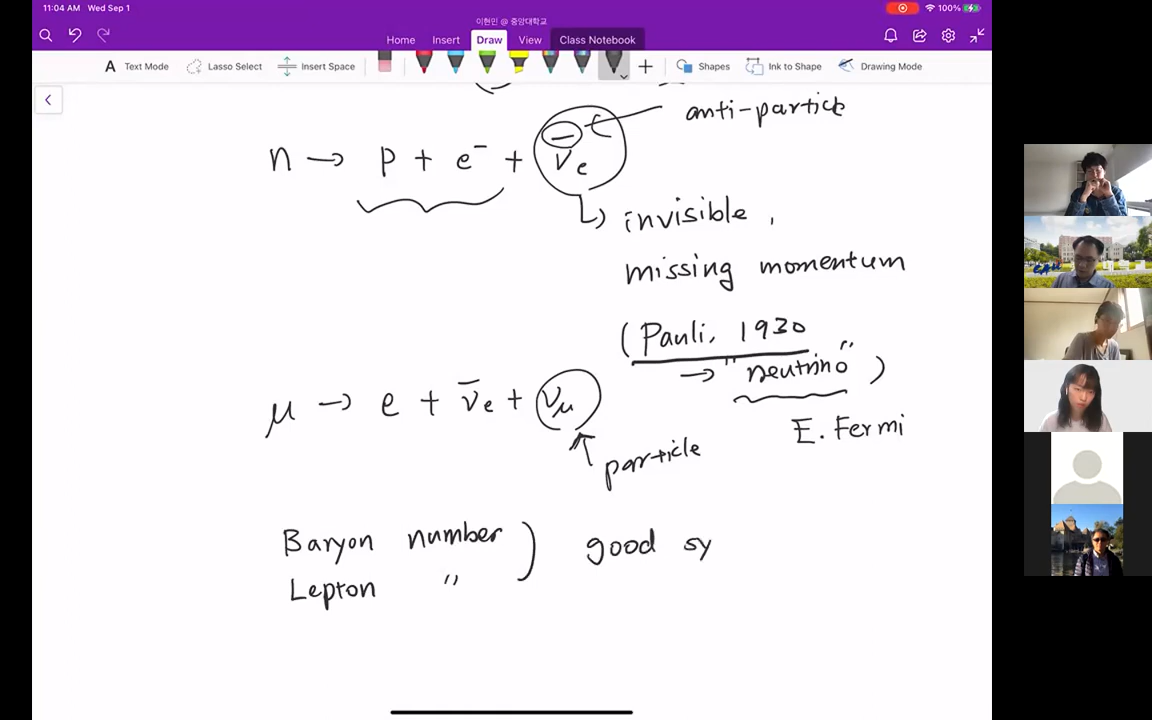 11:04 AM Wed Sep 1
100%
이현민 @ 중앙대학교
Home Insert Draw View Class Notebook
A Text Mode Lasso Select Insert Space Shapes Ink to Shape Drawing Mode
anti-particle
n → p + e⁻ + ν̄e
invisible,
missing momentum
(Pauli, 1930
→ "neutrino")
μ → e + ν̄e + νμ
E. Fermi
particle
Baryon number ) good sy
Lepton "